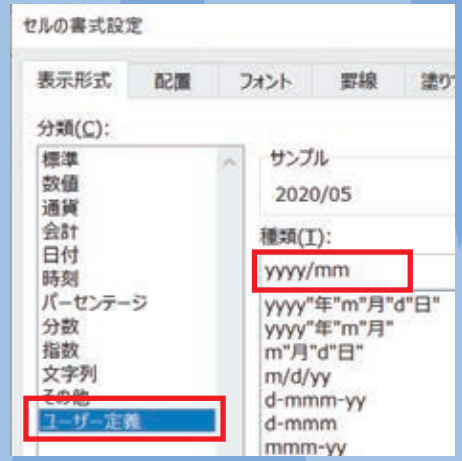 セルの書式設定
表示形式 配置 フォント 罫線 塗り
分類(C):
標準
数値
通貨
会計
日付
時刻
パーセンテージ
分数
指数
文字列
その他
ユーザー定義
サンプル
2020/05
種類(T):
yyyy/mm
yyyy"年"m"月"d"日"
yyyy"年"m"月"
m"月"d"日"
m/d/yy
d-mmm-yy
d-mmm
mmm-yy